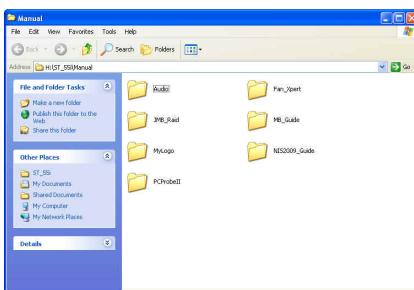 Manual
File Edit View Favorites Tools Help
Back Search Folders
Address H:\ST_55i\Manual Go
File and Folder Tasks
Make a new folder
Publish this folder to the
Web
Share this folder
Other Places
ST_55i
My Documents
Shared Documents
My Computer
My Network Places
Details
Audio Fan_Xpert
JMB_Raid MB_Guide
MyLogo NIS2009_Guide
PCProbeII